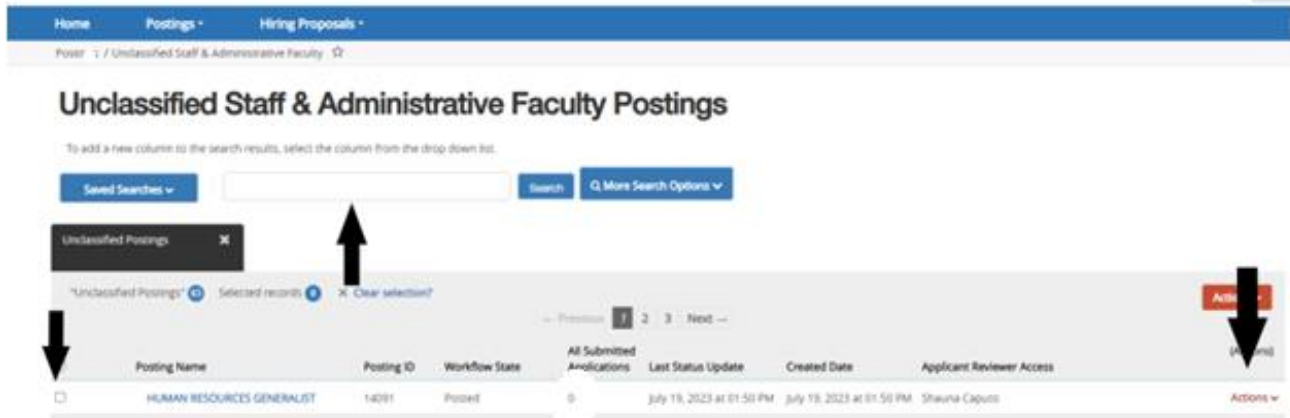 Home Postings Hiring Proposals
/ Unclassified Staff & Administrative Faculty
Unclassified Staff & Administrative Faculty Postings
To add a new column to the search results, select the column from the drop down list.
Saved Searches Search More Search Options
Unclassified Postings ×
"Unclassified Postings" Selected records 0 × Clear selection?
← Previous 1 2 3 Next →
Posting Name Posting ID Workflow State All Submitted Applications Last Status Update Created Date Applicant Reviewer Access
HUMAN RESOURCES GENERALIST 14091 Posted 0 July 19, 2023 at 01:50 PM July 19, 2023 at 01:50 PM Shauna Caputo Actions